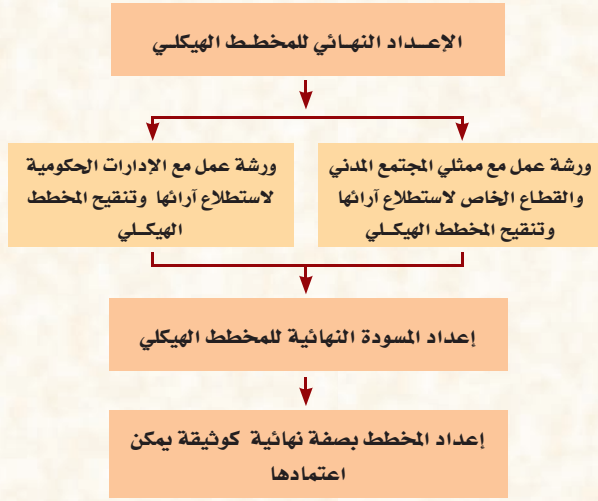 الإعـداد النهـائي للمخطـط الهيكلـي
ورشة عمل مع ممثلي المجتمع المدني
والقطاع الخاص لاستطلاع آرائها
وتنقيح المخطط الهيكـلي
ورشة عمل مع الإدارات الحكومية
لاستطلاع آرائها وتنقيح المخطط
الهيكـلي
إعداد المسودة النهائية للمخطط الهيكلي
إعداد المخطط بصفة نهائية كوثيقة يمكن
اعتمادها